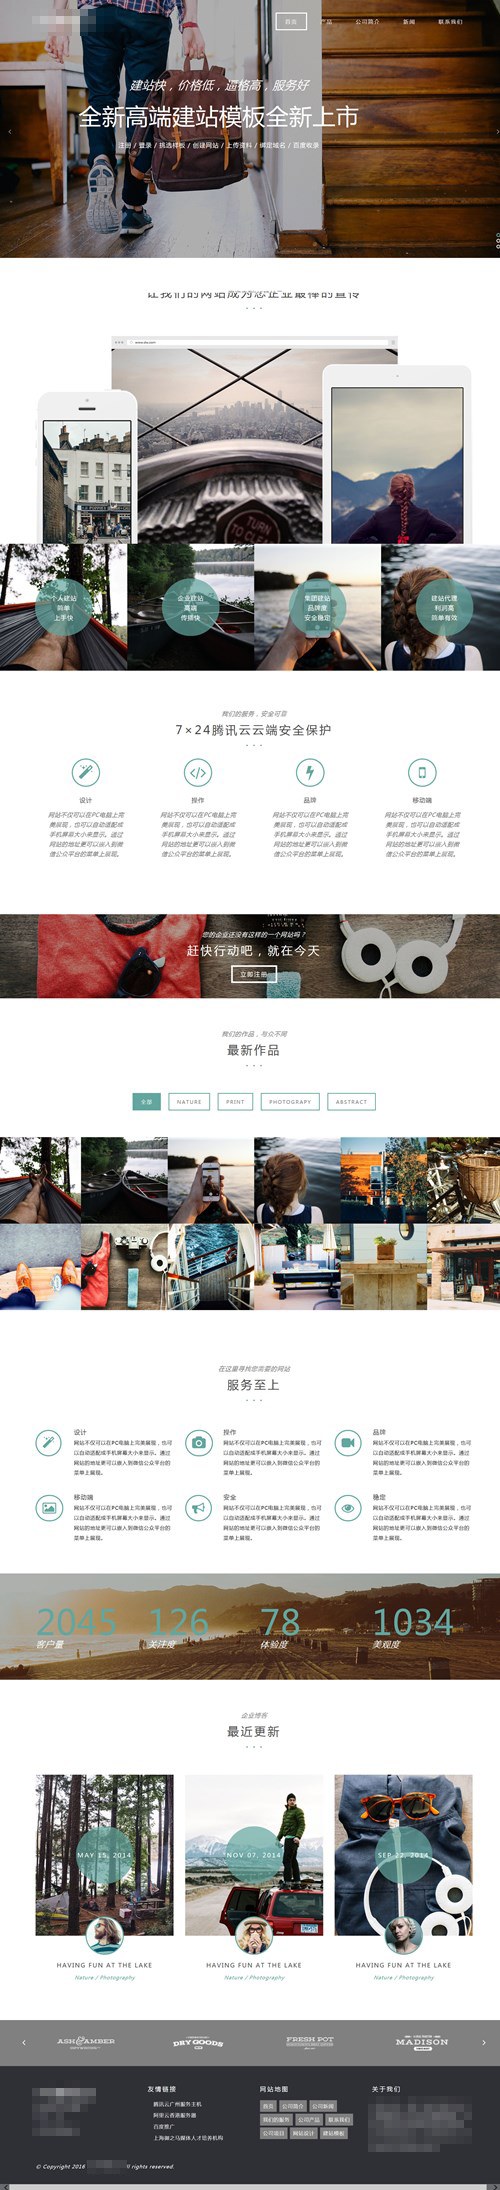 首页
产品
公司简介
新闻
联系我们
建站快，价格低，逼格高，服务好
全新高端建站模板全新上市
注册 / 登录 / 挑选样板 / 创建网站 / 上传资料 / 绑定域名 / 百度收录
让我们的网站成为您企业最棒的宣传
个人建站
简单
上手快
企业建站
高端
传播快
集团建站
品牌度
安全稳定
建站代理
利润高
简单有效
我们的服务，安全可靠
7×24腾讯云云端安全保护
设计
网站不仅可以在PC电脑上完
美展现，也可以自动适配成
手机屏幕大小来显示。通过
网站的地址更可以嵌入到微
信公众平台的菜单上展现。
操作
网站不仅可以在PC电脑上完
美展现，也可以自动适配成
手机屏幕大小来显示。通过
网站的地址更可以嵌入到微
信公众平台的菜单上展现。
品牌
网站不仅可以在PC电脑上完
美展现，也可以自动适配成
手机屏幕大小来显示。通过
网站的地址更可以嵌入到微
信公众平台的菜单上展现。
移动端
网站不仅可以在PC电脑上完
美展现，也可以自动适配成
手机屏幕大小来显示。通过
网站的地址更可以嵌入到微
信公众平台的菜单上展现。
您的企业还没有这样的一个网站吗？
赶快行动吧，就在今天
立即注册
我们的作品，与众不同
最新作品
全部
NATURE
PRINT
PHOTOGRAPY
ABSTRACT
在这里寻找您需要的网站
服务至上
设计
网站不仅可以在PC电脑上完美展现，也可
以自动适配成手机屏幕大小来显示。通过
网站的地址更可以嵌入到微信公众平台的
菜单上展现。
操作
网站不仅可以在PC电脑上完美展现，也可
以自动适配成手机屏幕大小来显示。通过
网站的地址更可以嵌入到微信公众平台的
菜单上展现。
品牌
网站不仅可以在PC电脑上完美展现，也可
以自动适配成手机屏幕大小来显示。通过
网站的地址更可以嵌入到微信公众平台的
菜单上展现。
移动端
网站不仅可以在PC电脑上完美展现，也可
以自动适配成手机屏幕大小来显示。通过
网站的地址更可以嵌入到微信公众平台的
菜单上展现。
安全
网站不仅可以在PC电脑上完美展现，也可
以自动适配成手机屏幕大小来显示。通过
网站的地址更可以嵌入到微信公众平台的
菜单上展现。
稳定
网站不仅可以在PC电脑上完美展现，也可
以自动适配成手机屏幕大小来显示。通过
网站的地址更可以嵌入到微信公众平台的
菜单上展现。
2045
客户量
126
关注度
78
体验度
1034
美观度
企业博客
最近更新
MAY 15, 2014
NOV 07, 2014
SEP 22, 2014
HAVING FUN AT THE LAKE
Nature / Photography
HAVING FUN AT THE LAKE
Nature / Photography
HAVING FUN AT THE LAKE
Nature / Photography
ASH & AMBER
DRY GOODS
FRESH POT
MADISON
友情链接
腾讯云广州服务主机
阿里云香港服务器
百度推广
上海御之马媒体人才培养机构
网站地图
首页
公司简介
公司新闻
我们的服务
公司产品
联系我们
公司项目
网站设计
建站模板
关于我们
© Copyright 2016
ll rights reserved.